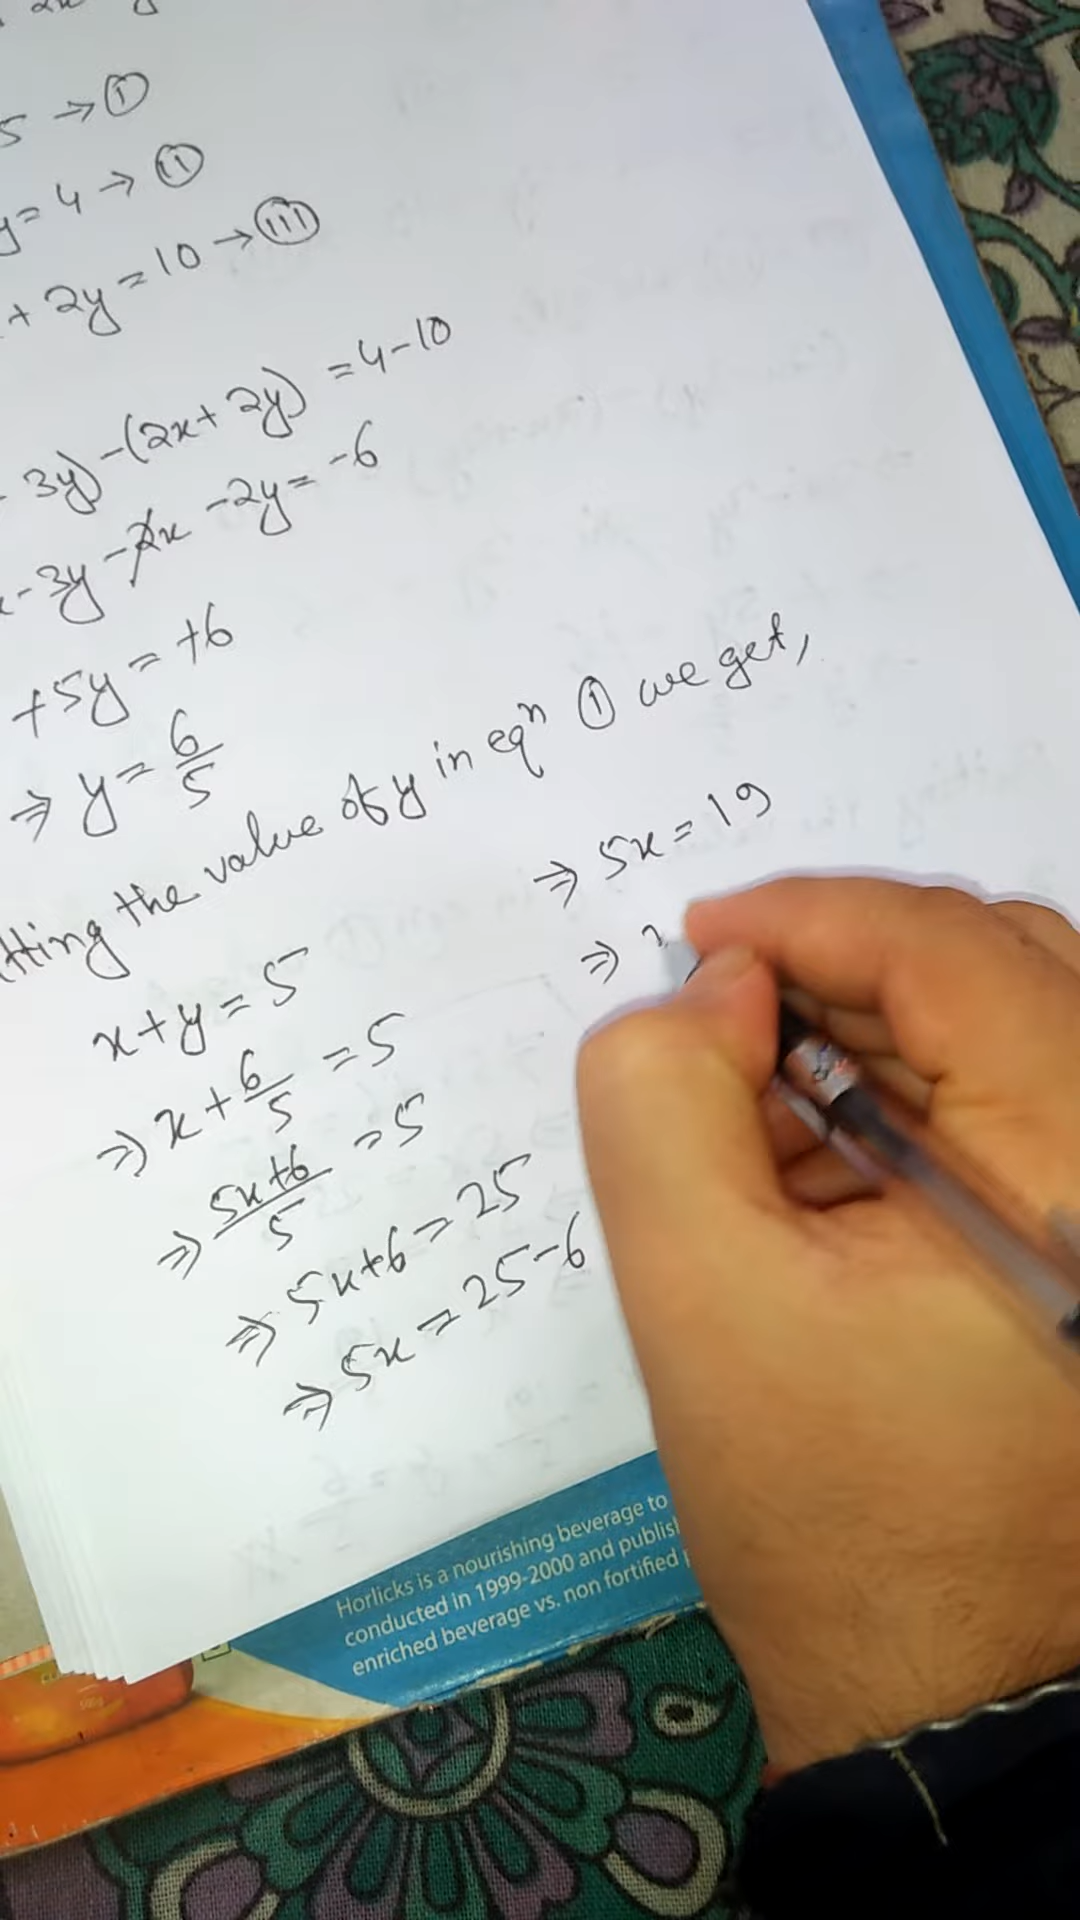 5 → ①
y = 4 → (II)
+ 2y = 10 → (III)
- 3y) - (2x + 2y) = 4 - 10
- 3y - 2x - 2y = -6
+5y = +6
⇒ y = 6/5
tting the value of y in eqⁿ ① we get,
x + y = 5
⇒ x + 6/5 = 5
⇒ (5x+6)/5 = 5
⇒ 5x + 6 = 25
⇒ 5x = 25 - 6
⇒ 5x = 19
⇒
Horlicks is a nourishing beverage to
conducted in 1999-2000 and publis
enriched beverage vs. non fortified